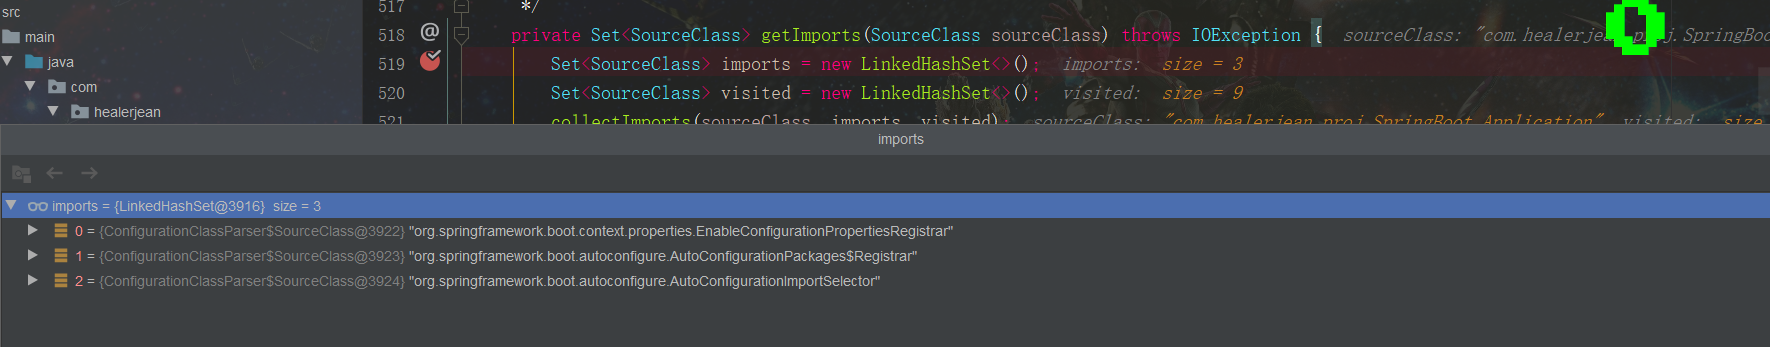 src
main
java
com
healerjean
517 */
518 @ private Set<SourceClass> getImports(SourceClass sourceClass) throws IOException { sourceClass: "com.healerjean.proj.SpringBoo
519 Set<SourceClass> imports = new LinkedHashSet<>(); imports: size = 3
520 Set<SourceClass> visited = new LinkedHashSet<>(); visited: size = 9
521 collectImports(sourceClass, imports, visited); sourceClass: "com.healerjean.proj.SpringBoot_Application" visited: size
imports
imports = {LinkedHashSet@3916} size = 3
0 = {ConfigurationClassParser$SourceClass@3922} "org.springframework.boot.context.properties.EnableConfigurationPropertiesRegistrar"
1 = {ConfigurationClassParser$SourceClass@3923} "org.springframework.boot.autoconfigure.AutoConfigurationPackages$Registrar"
2 = {ConfigurationClassParser$SourceClass@3924} "org.springframework.boot.autoconfigure.AutoConfigurationImportSelector"